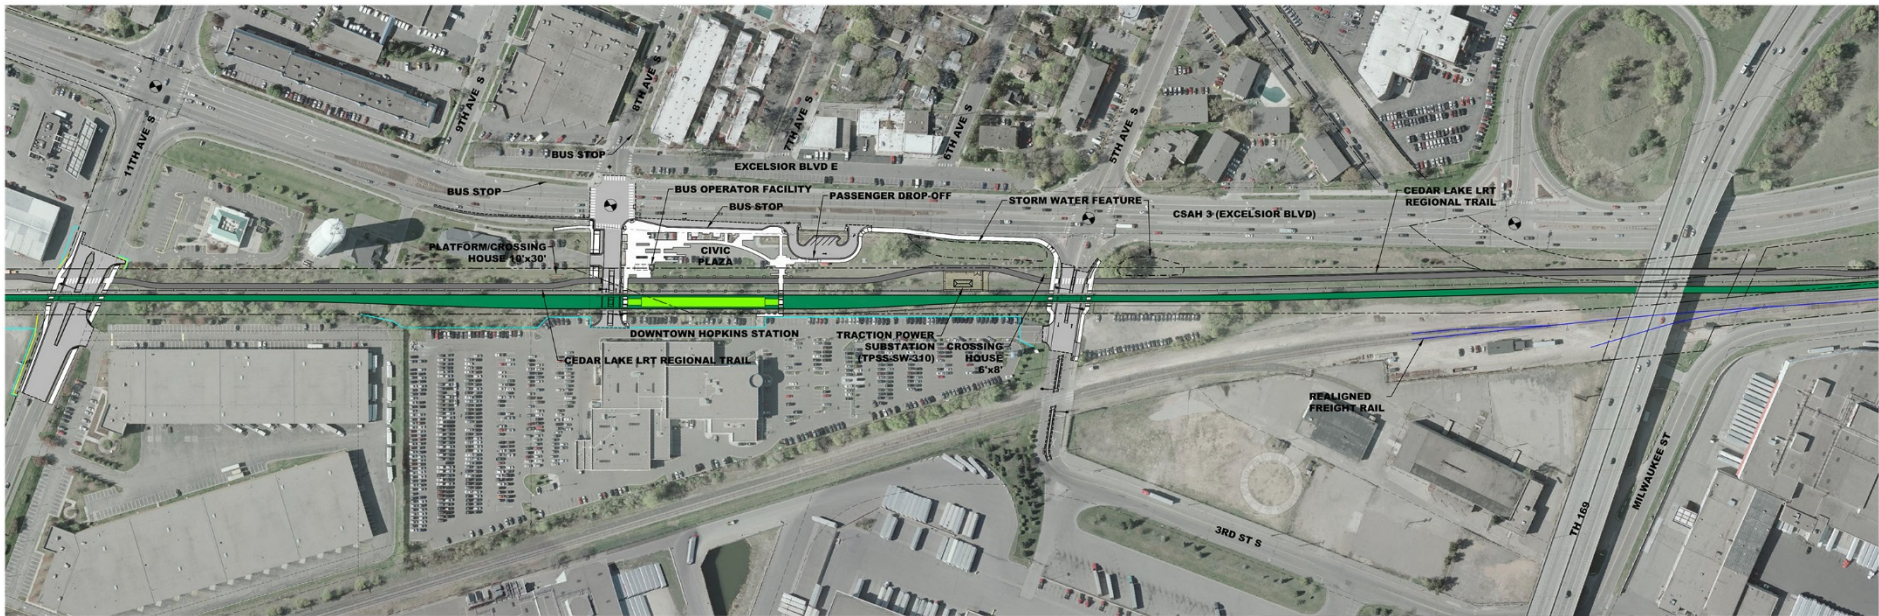 11TH AVE S
9TH AVE S
8TH AVE S
7TH AVE S
6TH AVE S
5TH AVE S
BUS STOP
EXCELSIOR BLVD E
BUS STOP
BUS OPERATOR FACILITY
PASSENGER DROP-OFF
BUS STOP
STORM WATER FEATURE
CSAH 3 (EXCELSIOR BLVD)
CEDAR LAKE LRT
REGIONAL TRAIL
PLATFORM/CROSSING
HOUSE 10'x30'
CIVIC
PLAZA
DOWNTOWN HOPKINS STATION
CEDAR LAKE LRT REGIONAL TRAIL
TRACTION POWER
SUBSTATION
(TPSS-SW-310)
CROSSING
HOUSE
6'x8'
REALIGNED
FREIGHT RAIL
3RD ST S
TH 169
MILWAUKEE ST